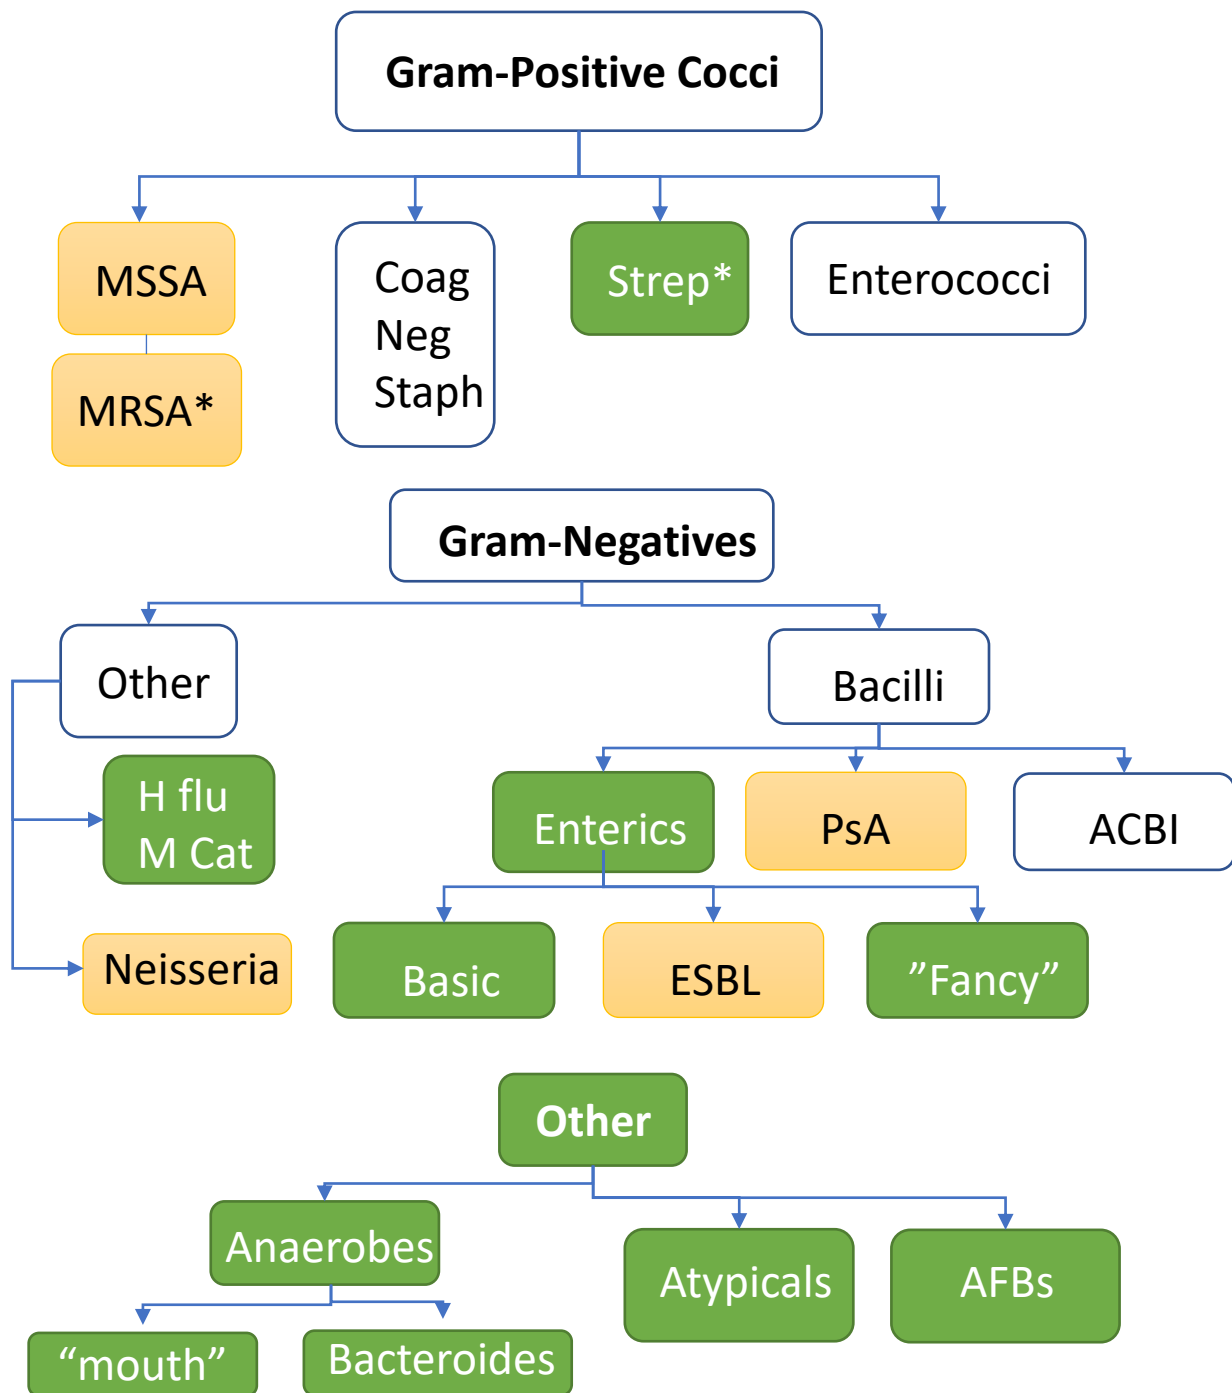 Gram-Positive Cocci
MSSA
MRSA*
Coag
Neg
Staph
Strep*
Enterococci
Gram-Negatives
Other
Bacilli
H flu
M Cat
Neisseria
Enterics
PsA
ACBI
Basic
ESBL
”Fancy”
Other
Anaerobes
Atypicals
AFBs
“mouth”
Bacteroides